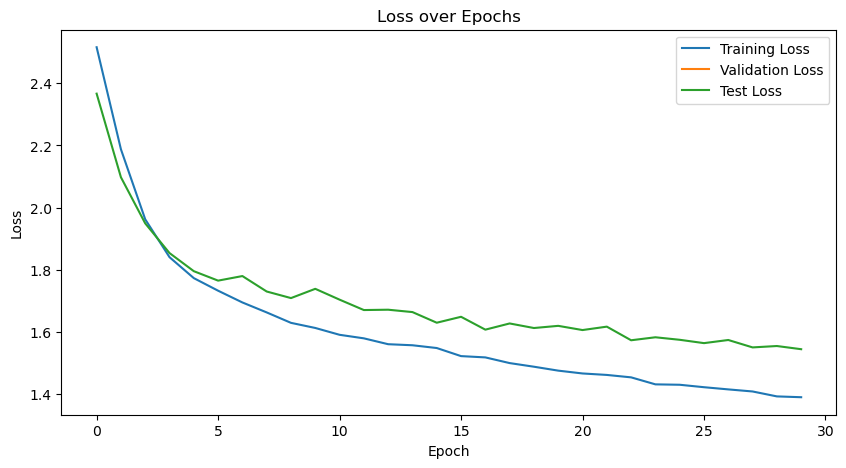 Loss over Epochs
Training Loss
Validation Loss
Test Loss
2.4
2.2
2.0
1.8
1.6
1.4
Loss
0
5
10
15
20
25
30
Epoch